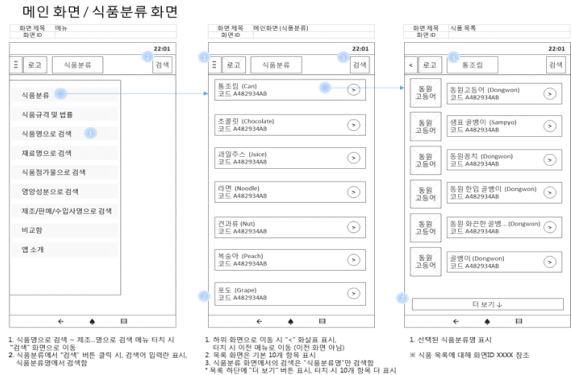 메인 화면 / 식품분류 화면
화면 제목 메뉴
화면ID
22:01
☰ 로고 식품분류 검색
식품분류
식품규격 및 법률
식품명으로 검색
재료명으로 검색
식품첨가물으로 검색
영양성분으로 검색
제조/판매/수입사명으로 검색
비교함
앱 소개
1. 식품명으로 검색 ~ 제조...명으로 검색 메뉴 타치 시
"검색" 화면으로 이동
2. 식품분류에서 "검색" 버튼 클릭 시, 검색어 입력란 표시,
식품분류명에서 검색함
화면 제목 메인화면 (식품분류)
화면ID
22:01
☰ 로고 식품분류 검색
통조림 (Can)
코드 A482934AB
>
초콜릿 (Chocolate)
코드 A482934AB
>
과일주스 (Juice)
코드 A482934AB
>
라면 (Noodle)
코드 A482934AB
>
견과류 (Nut)
코드 A482934AB
>
복숭아 (Peach)
코드 A482934AB
>
포도 (Grape)
코드 A482934AB
>
1. 하위 화면으로 이동 시 "<" 화살표 표시,
타치 시 이전 메뉴로 이동 (이전 화면 아님)
2. 목록 화면은 기본 10개 항목 표시
3. 식품분류 화면에서의 검색은 "식품분류명"만 검색함
* 목록 하단에 "더 보기" 버튼 표시, 타치 시 10개 항목 더 표시
화면 제목 식품 목록
화면ID
22:01
< 로고 통조림 검색
동원
고등어
동원고등어 (Dongwon)
코드 A482934AB
>
동원
고등어
샘표 골뱅이 (Sampyo)
코드 A482934AB
>
동원
고등어
동원꽁치 (Dongwon)
코드 A482934AB
>
동원
고등어
동원 한입 골뱅이 (Dongwon)
코드 A482934AB
>
동원
고등어
동원 화끈한 골뱅... (Dongwon)
코드 A482934AB
>
동원
고등어
골뱅이 (Dongwon)
코드 A482934AB
>
더 보기 ↓
1. 선택된 식품분류명 표시
※ 식품 목록에 대해 화면ID XXXX 참조